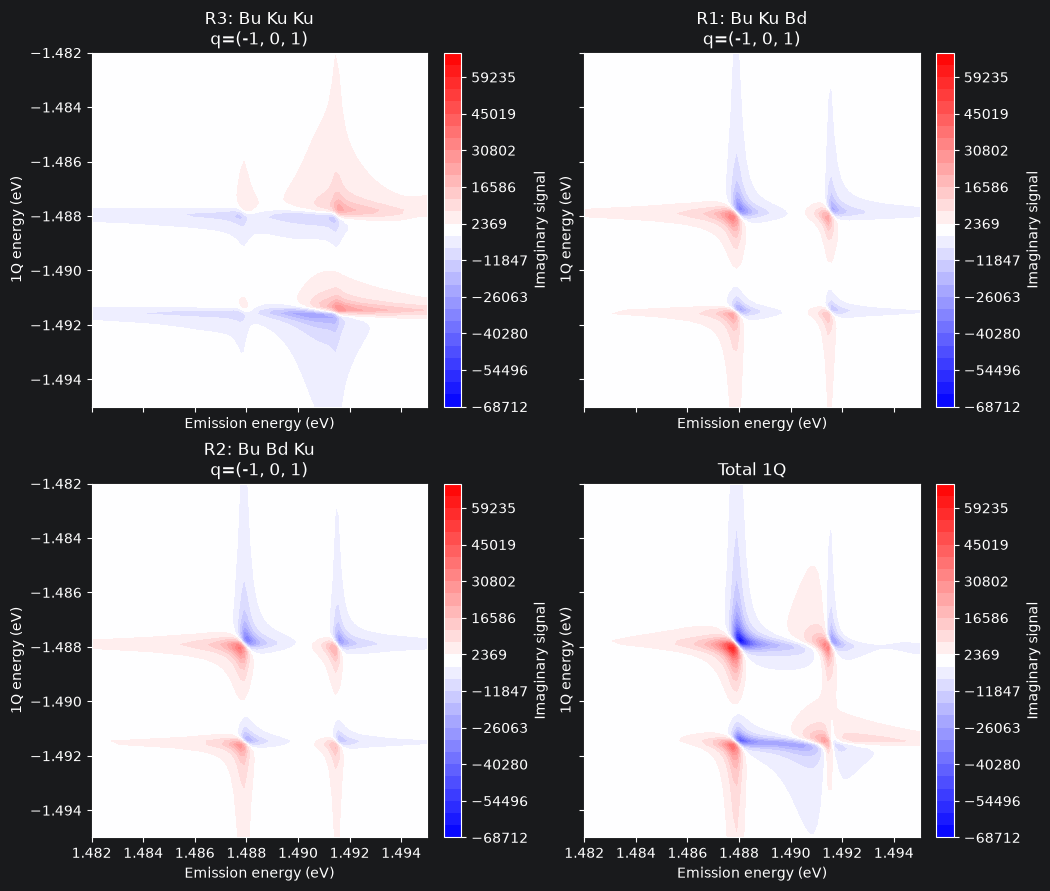 R3: Bu Ku Ku
q=(-1, 0, 1)
R1: Bu Ku Bd
q=(-1, 0, 1)
−1.482
−1.484
−1.486
−1.488
−1.490
−1.492
−1.494
1Q energy (eV)
Emission energy (eV)
59235
45019
30802
16586
2369
−11847
−26063
−40280
−54496
−68712
Imaginary signal
1Q energy (eV)
Emission energy (eV)
59235
45019
30802
16586
2369
−11847
−26063
−40280
−54496
−68712
Imaginary signal
R2: Bu Bd Ku
q=(-1, 0, 1)
Total 1Q
−1.482
−1.484
−1.486
−1.488
−1.490
−1.492
−1.494
1Q energy (eV)
1.482 1.484 1.486 1.488 1.490 1.492 1.494
Emission energy (eV)
59235
45019
30802
16586
2369
−11847
−26063
−40280
−54496
−68712
Imaginary signal
1Q energy (eV)
1.482 1.484 1.486 1.488 1.490 1.492 1.494
Emission energy (eV)
59235
45019
30802
16586
2369
−11847
−26063
−40280
−54496
−68712
Imaginary signal